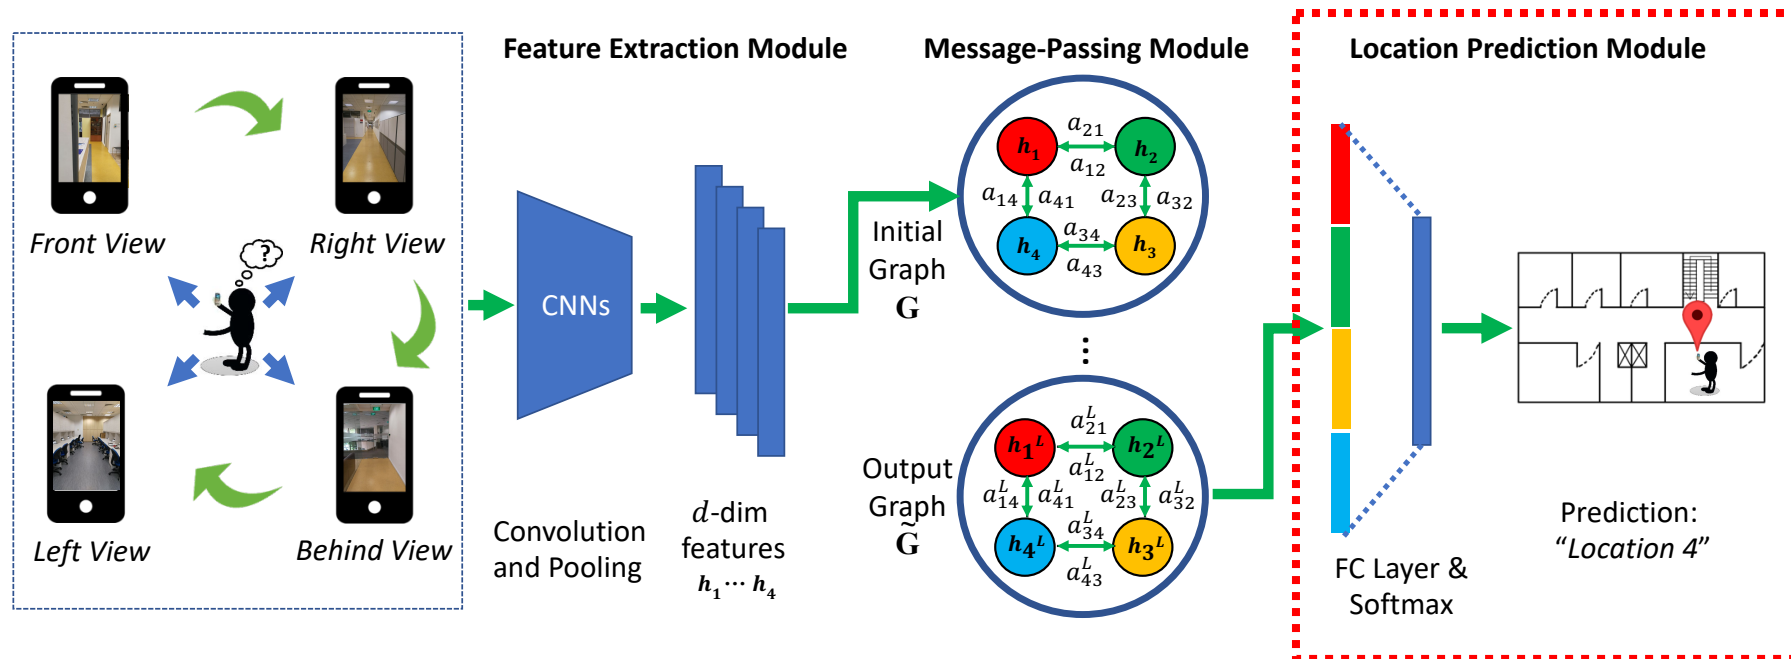 Feature Extraction Module
Message-Passing Module
Location Prediction Module
Front View
Right View
?
Left View
Behind View
CNNs
Convolution
and Pooling
d-dim
features
h₁ ⋯ h₄
Initial
Graph
G
h₁
h₂
h₃
h₄
a₂₁
a₁₂
a₁₄
a₄₁
a₂₃
a₃₂
a₃₄
a₄₃
⋮
Output
Graph
G̃
h₁ᴸ
h₂ᴸ
h₃ᴸ
h₄ᴸ
a₂₁ᴸ
a₁₂ᴸ
a₁₄ᴸ
a₄₁ᴸ
a₂₃ᴸ
a₃₂ᴸ
a₃₄ᴸ
a₄₃ᴸ
FC Layer &
Softmax
Prediction:
“Location 4”